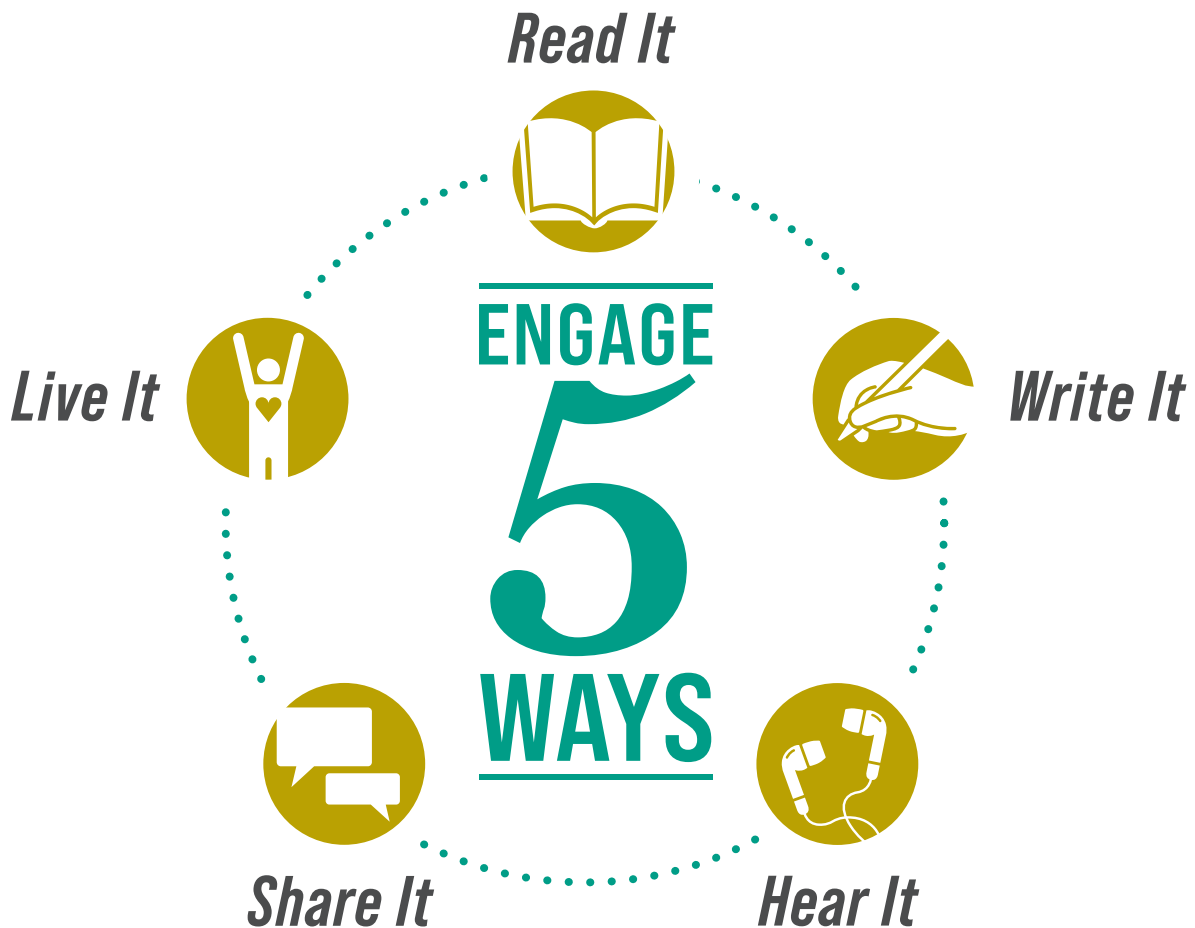 Read It
ENGAGE
5
WAYS
Live It
Write It
Share It
Hear It